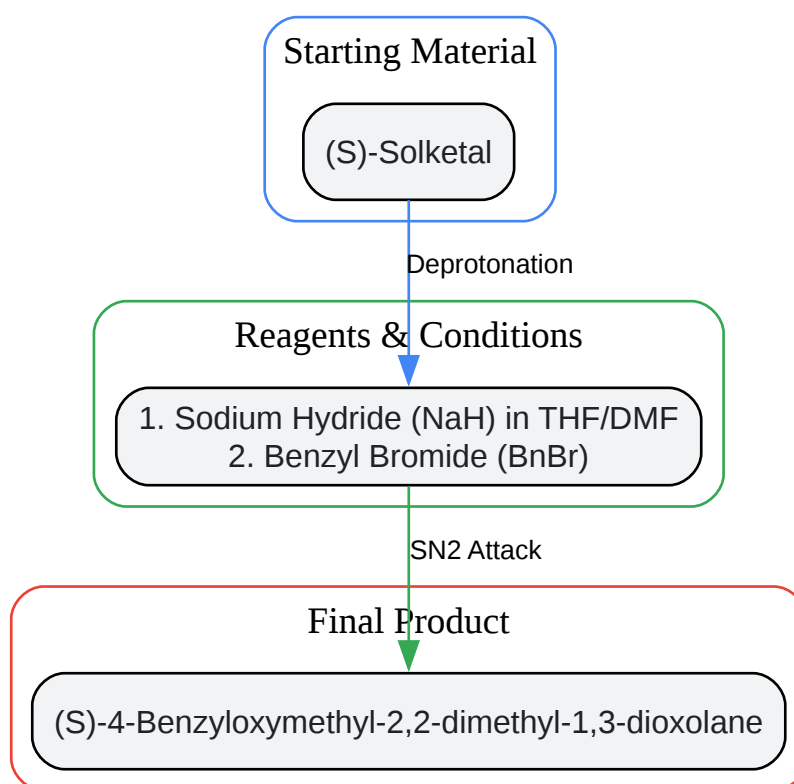 Starting Material
(S)-Solketal
Deprotonation
Reagents & Conditions
1. Sodium Hydride (NaH) in THF/DMF
2. Benzyl Bromide (BnBr)
SN2 Attack
Final Product
(S)-4-Benzyloxymethyl-2,2-dimethyl-1,3-dioxolane